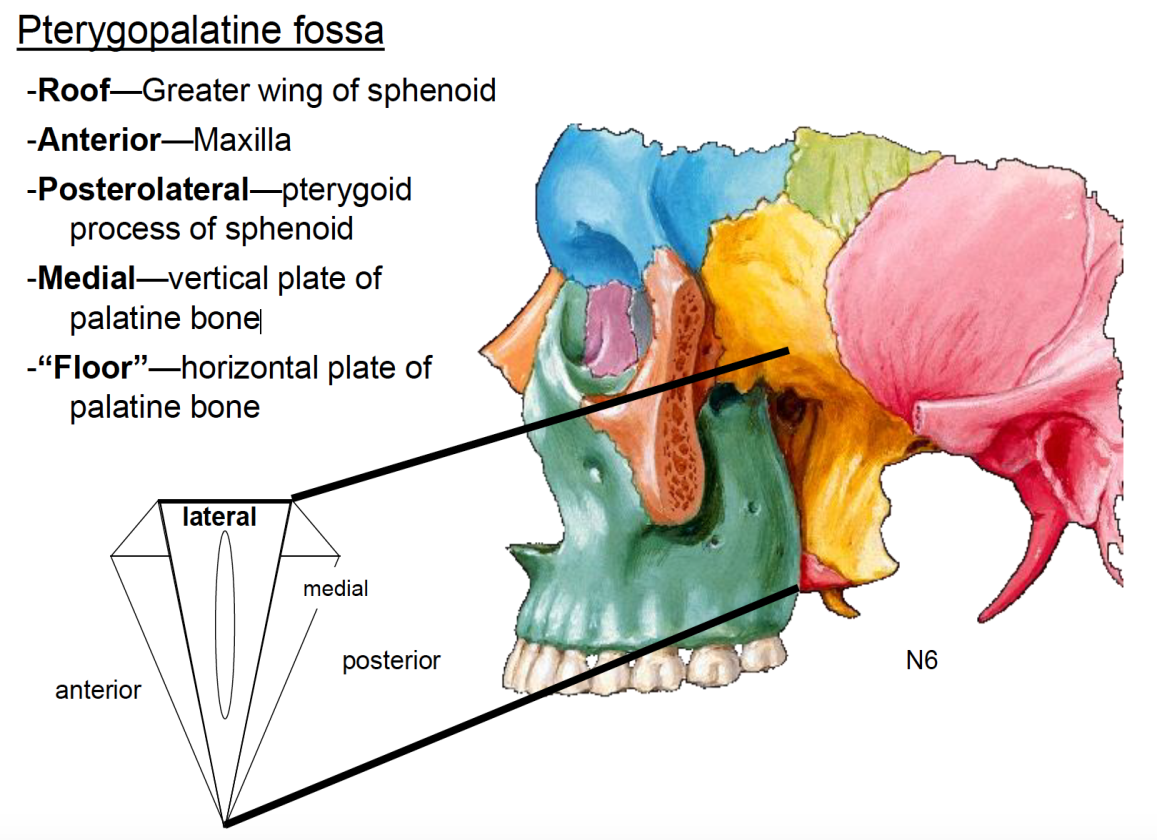 Pterygopalatine fossa
-Roof—Greater wing of sphenoid
-Anterior—Maxilla
-Posterolateral—pterygoid
process of sphenoid
-Medial—vertical plate of
palatine bone
-“Floor”—horizontal plate of
palatine bone
lateral
medial
posterior
anterior
N6